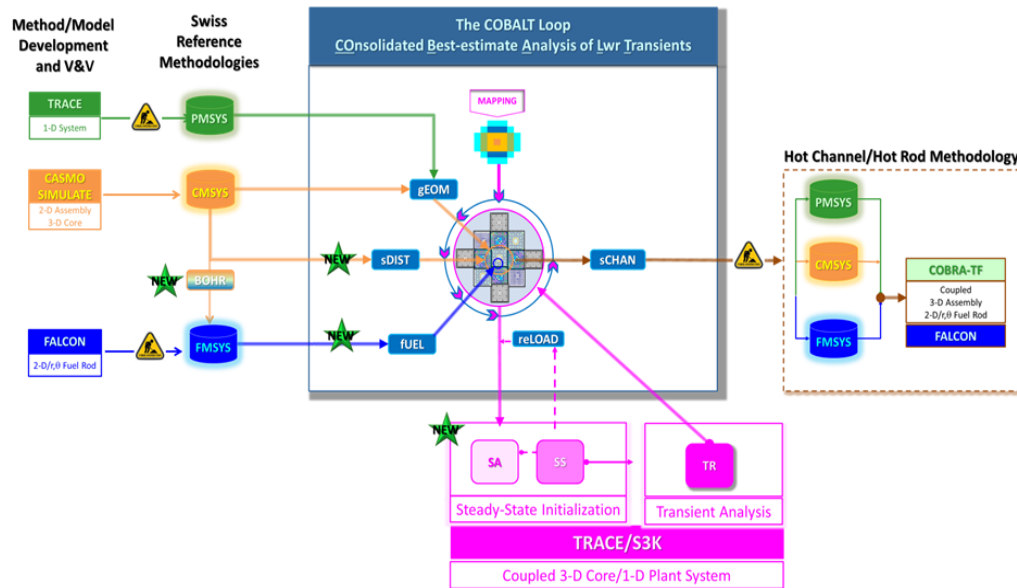 Method/Model
Development
and V&V
Swiss
Reference
Methodologies
The COBALT Loop
COnsolidated Best-estimate Analysis of Lwr Transients
TRACE
1-D System
PMSYS
MAPPING
CASMO
SIMULATE
2-D Assembly
3-D Core
CMSYS
gEOM
NEW
sDIST
sCHAN
NEW
BOHR
FALCON
2-D/r,θ Fuel Rod
FMSYS
NEW
fUEL
reLOAD
Hot Channel/Hot Rod Methodology
PMSYS
CMSYS
FMSYS
COBRA-TF
Coupled
3-D Assembly
2-D/r,θ Fuel Rod
FALCON
NEW
SA
SS
TR
Steady-State Initialization
Transient Analysis
TRACE/S3K
Coupled 3-D Core/1-D Plant System